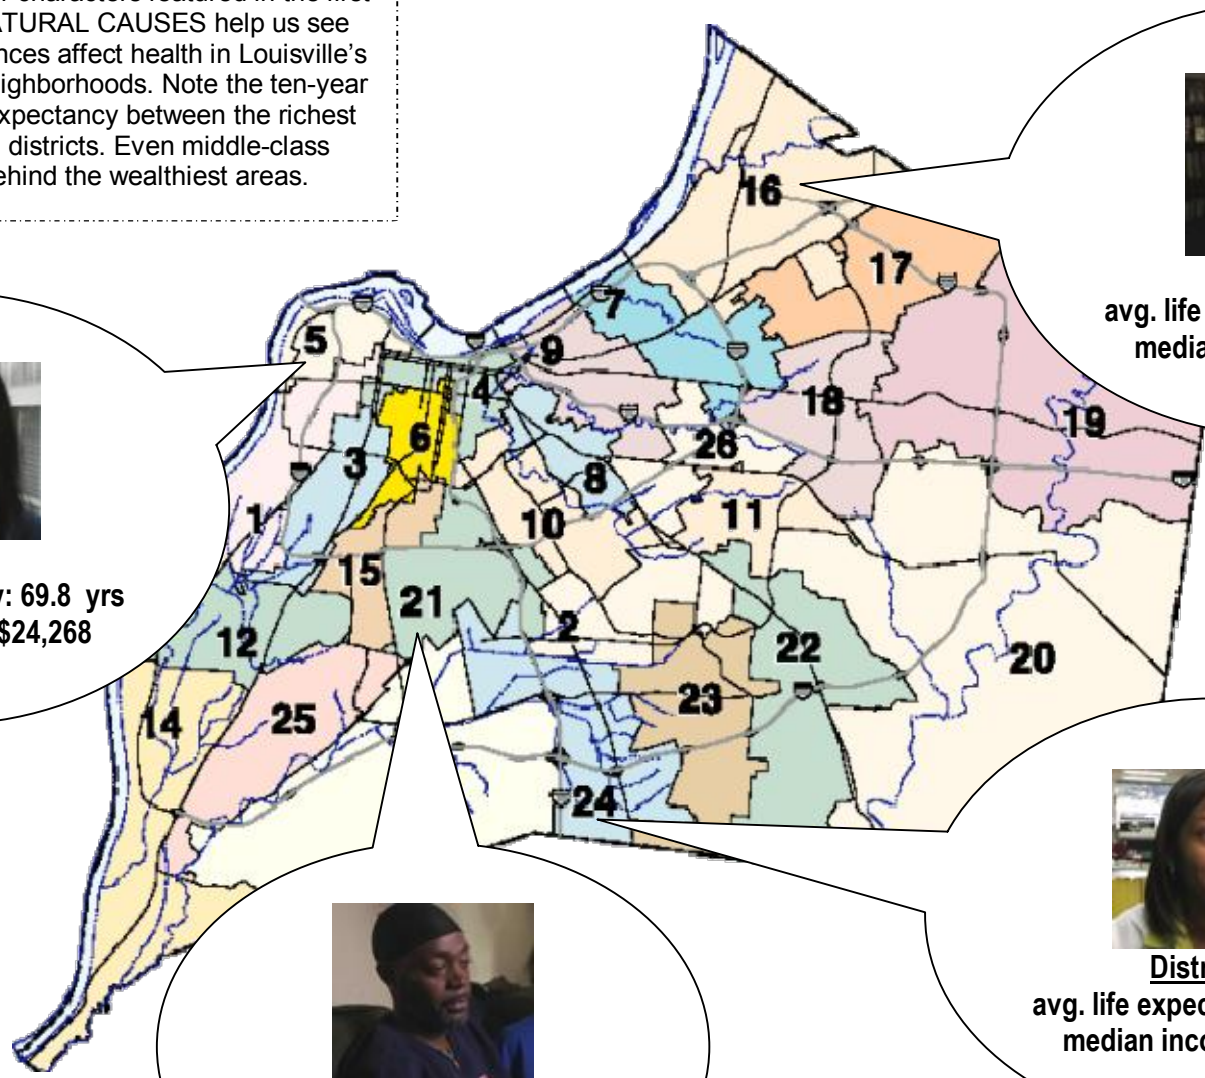 characters featured in the first
ATURAL CAUSES help us see
nces affect health in Louisville's
ighborhoods. Note the ten-year
xpectancy between the richest
districts. Even middle-class
ehind the wealthiest areas.
16
17
7
5
9
avg. life
media
4
18
19
6
26
3
8
1
10
11
15
y: 69.8 yrs
$24,268
21
2
12
22
20
23
14
25
24
Distr
avg. life expec
median inco